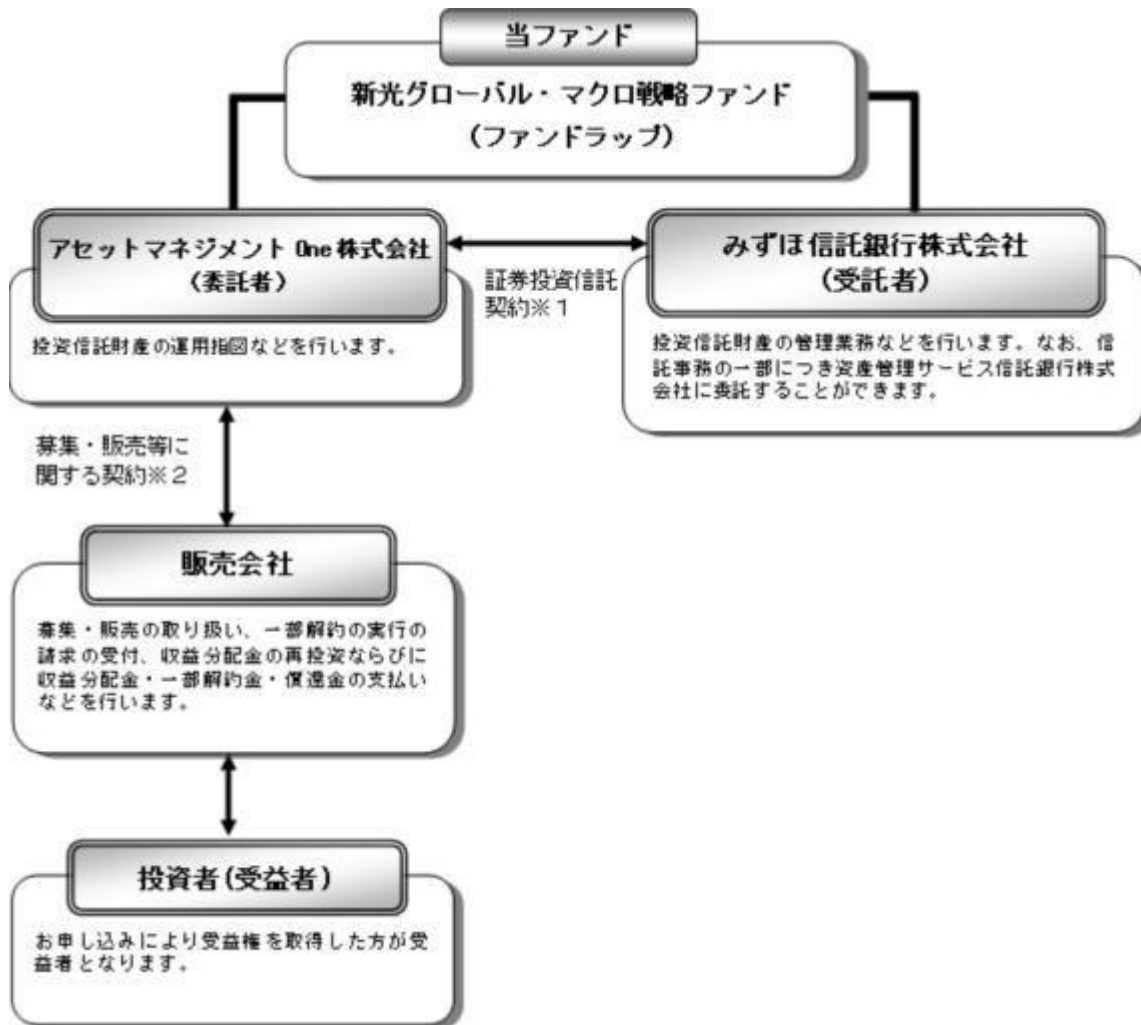 当ファンド
新光グローバル・マクロ戦略ファンド
(ファンドラップ)
アセットマネジメントOne株式会社
(委託者)
投資信託財産の運用指図などを行います。
証券投資信託
契約※1
みずほ信託銀行株式会社
(受託者)
投資信託財産の管理業務などを行います。なお、信
託事務の一部につき資産管理サービス信託銀行株式
会社に委託することができます。
募集・販売等に
関する契約※2
販売会社
募集・販売の取り扱い、一部解約の実行の
請求の受付、収益分配金の再投資ならびに
収益分配金・一部解約金・償還金の支払い
などを行います。
投資者(受益者)
お申し込みにより受益権を取得した方が受
益者となります。